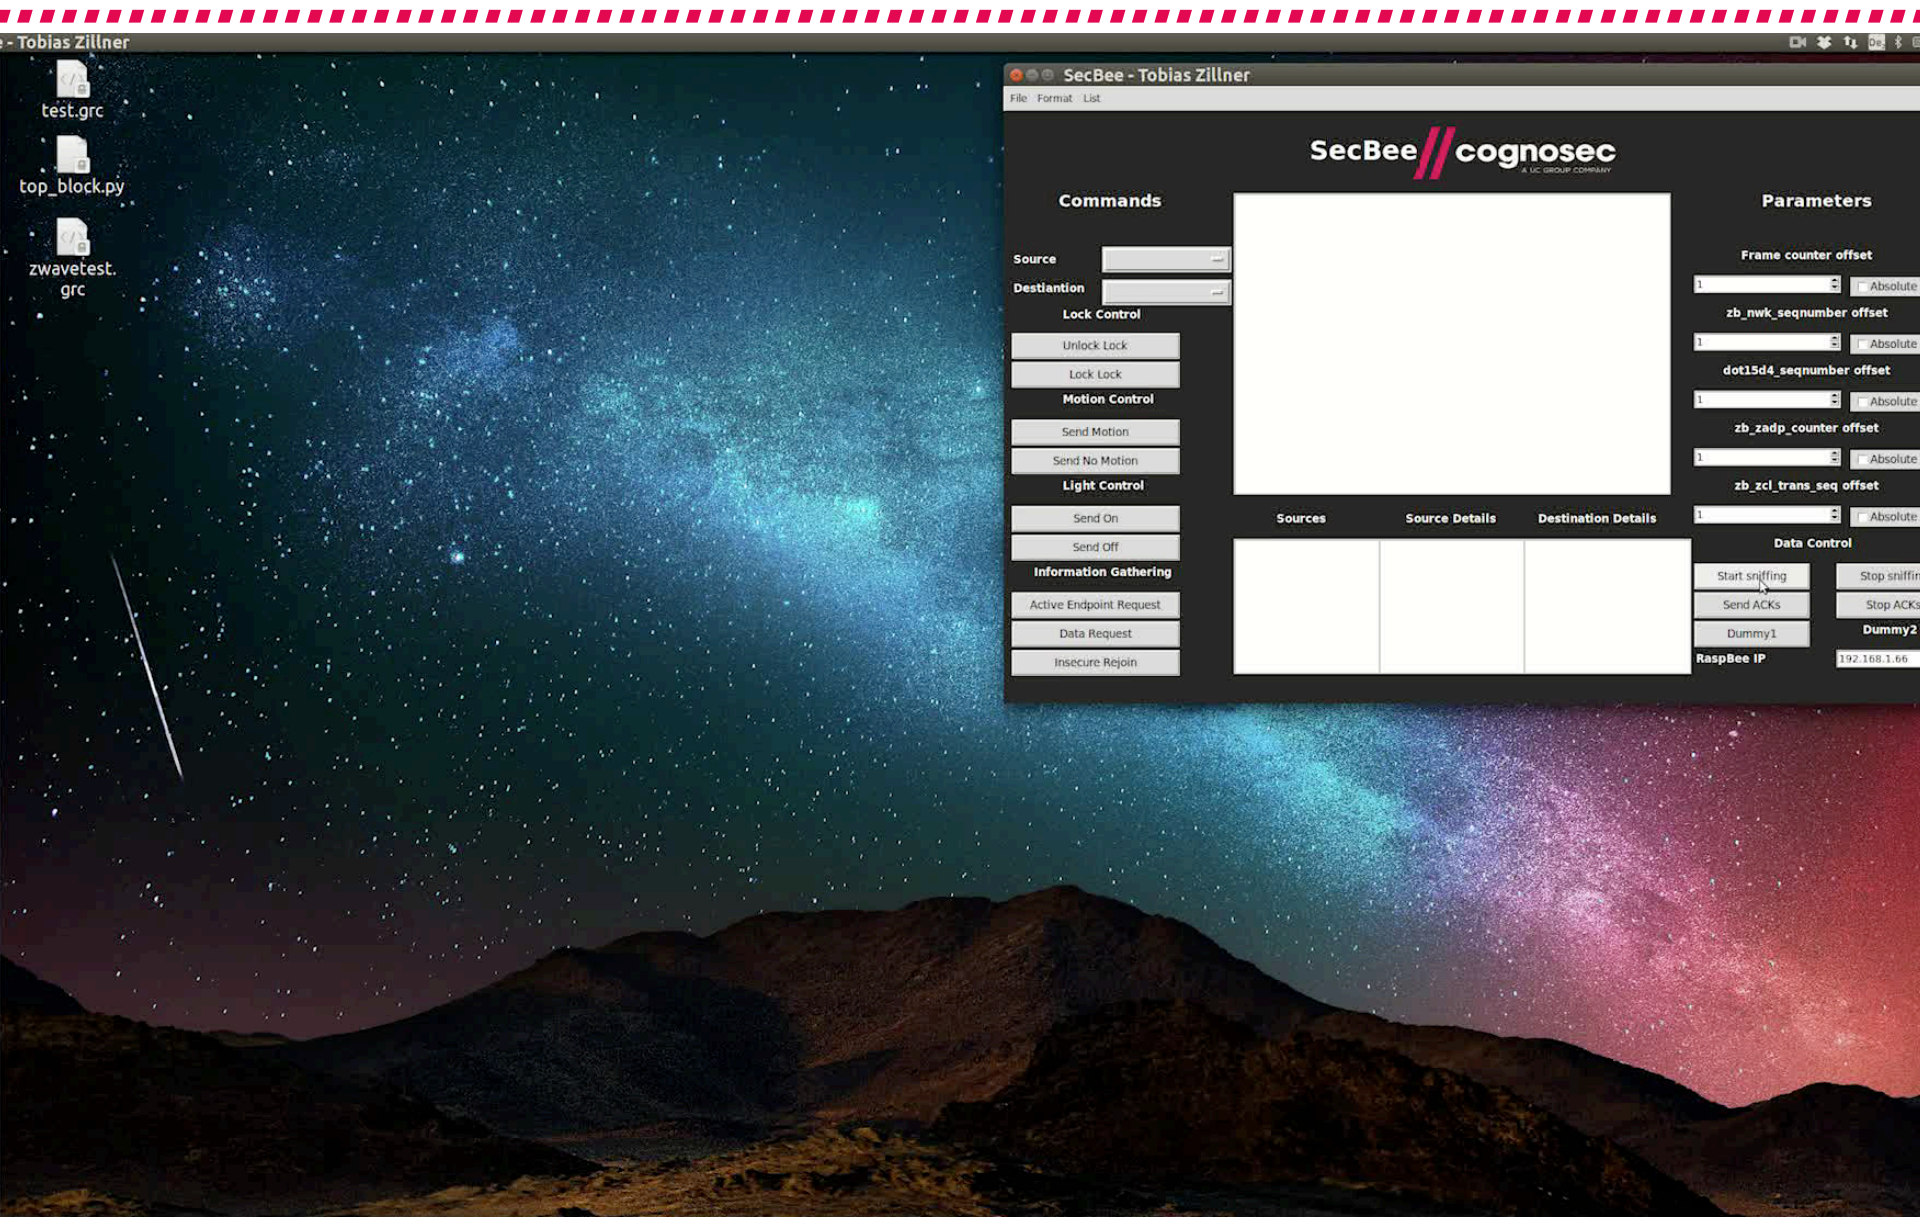 e - Tobias Zillner
De
test.grc
top_block.py
zwavetest.
grc
SecBee - Tobias Zillner
File Format List
SecBee // cognosec
A UC GROUP COMPANY
Commands
Source
Destiantion
Lock Control
Unlock Lock
Lock Lock
Motion Control
Send Motion
Send No Motion
Light Control
Send On
Send Off
Information Gathering
Active Endpoint Request
Data Request
Insecure Rejoin
Sources Source Details Destination Details
Parameters
Frame counter offset
1 Absolute
zb_nwk_seqnumber offset
1 Absolute
dot15d4_seqnumber offset
1 Absolute
zb_zadp_counter offset
1 Absolute
zb_zcl_trans_seq offset
1 Absolute
Data Control
Start sniffing Stop sniffin
Send ACKs Stop ACKs
Dummy1 Dummy2
RaspBee IP 192.168.1.66